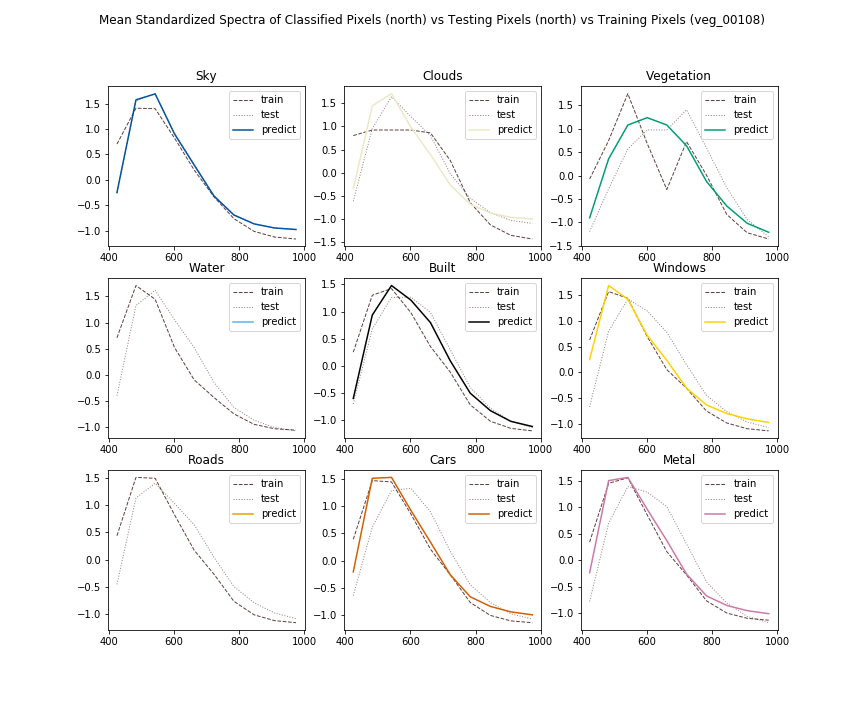 Mean Standardized Spectra of Classified Pixels (north) vs Testing Pixels (north) vs Training Pixels (veg_00108)
Sky
train
test
predict
1.5
1.0
0.5
0.0
−0.5
−1.0
400 600 800 1000
Clouds
train
test
predict
1.5
1.0
0.5
0.0
−0.5
−1.0
−1.5
400 600 800 1000
Vegetation
train
test
predict
1.5
1.0
0.5
0.0
−0.5
−1.0
−1.5
400 600 800 1000
Water
train
test
predict
1.5
1.0
0.5
0.0
−0.5
−1.0
400 600 800 1000
Built
train
test
predict
1.5
1.0
0.5
0.0
−0.5
−1.0
400 600 800 1000
Windows
train
test
predict
1.5
1.0
0.5
0.0
−0.5
−1.0
400 600 800 1000
Roads
train
test
predict
1.5
1.0
0.5
0.0
−0.5
−1.0
400 600 800 1000
Cars
train
test
predict
1.5
1.0
0.5
0.0
−0.5
−1.0
400 600 800 1000
Metal
train
test
predict
1.5
1.0
0.5
0.0
−0.5
−1.0
400 600 800 1000